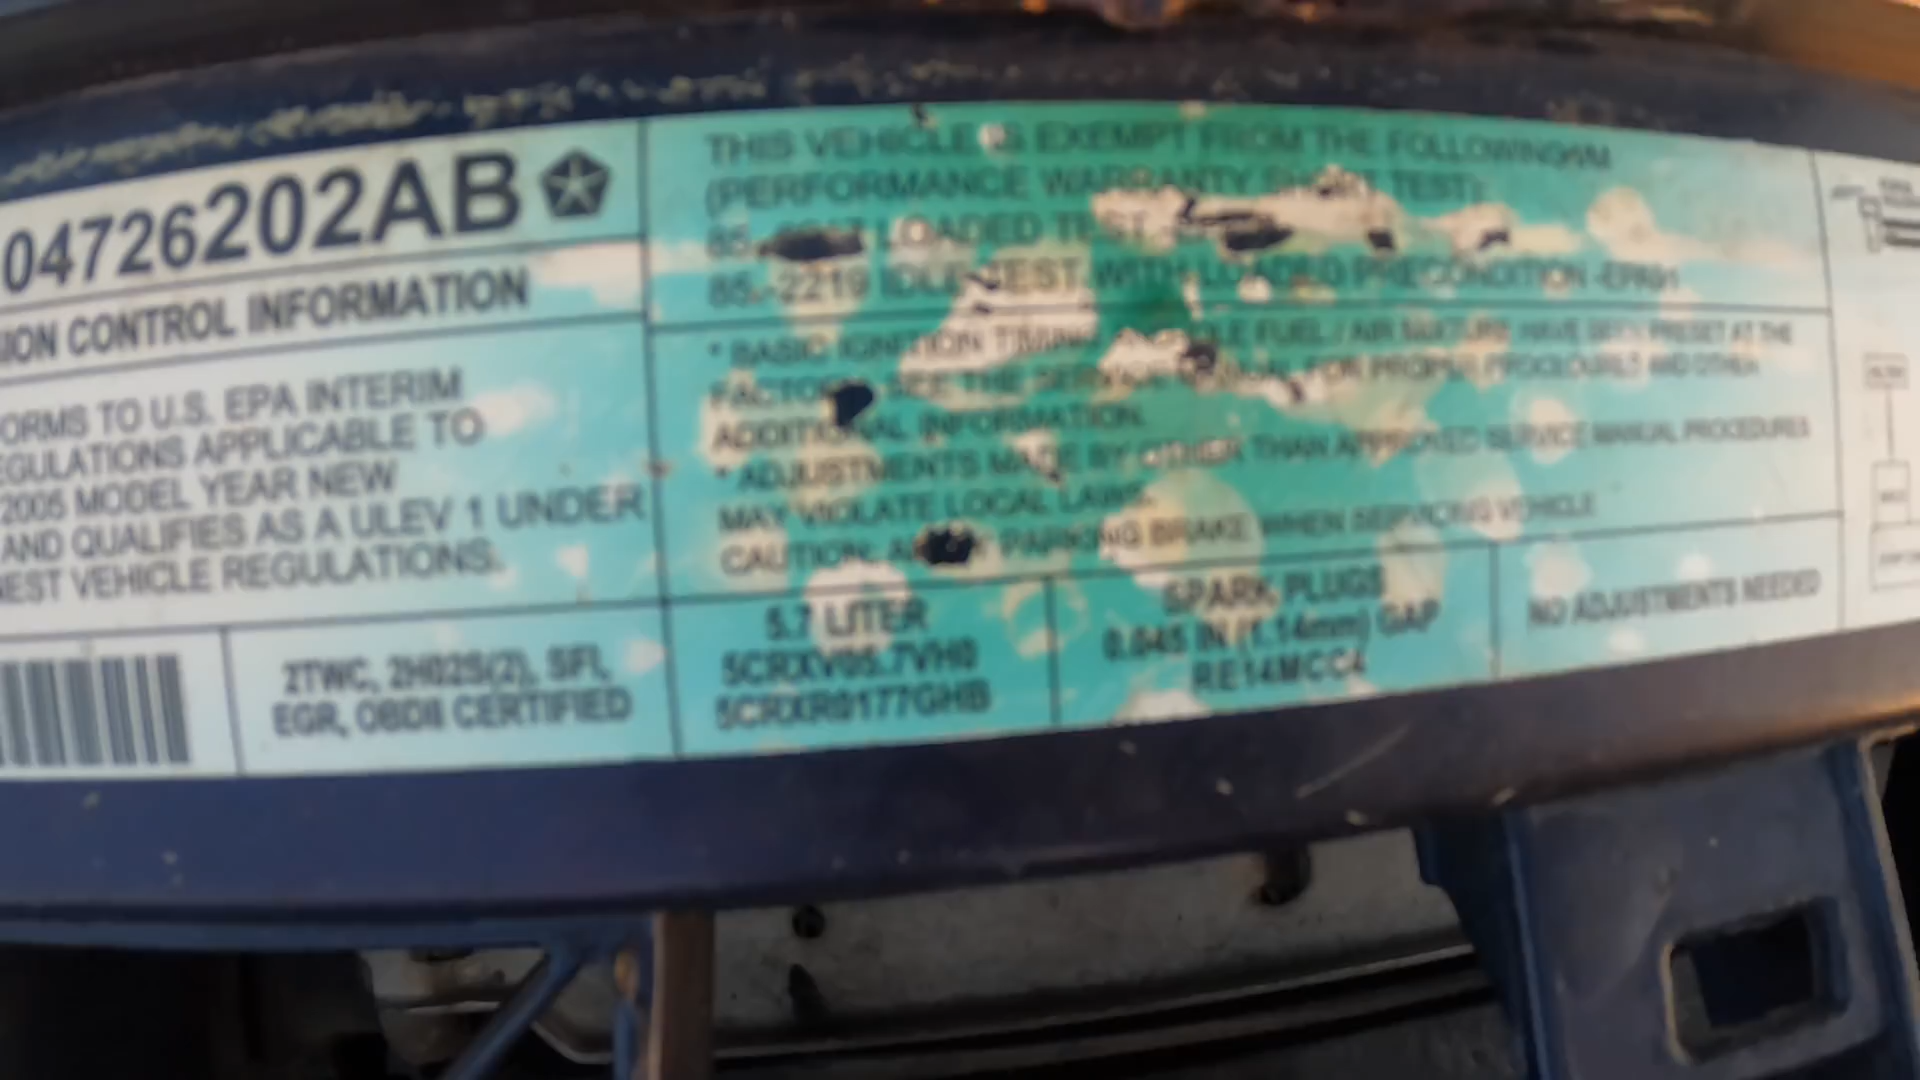 04726202AB
ION CONTROL INFORMATION
ORMS TO U.S. EPA INTERIM
EGULATIONS APPLICABLE TO
2005 MODEL YEAR NEW
AND QUALIFIES AS A ULEV 1 UNDER
EST VEHICLE REGULATIONS.
2TWC, 2HO2S(2), SFI,
EGR, OBDII CERTIFIED
THIS VEHICLE IS EXEMPT FROM THE FOLLOWING I/M
(PERFORMANCE WARRANTY SHORT TEST):
85. LOADED TEST
85.-2219 IDLE TEST WITH LOADED PRECONDITION -EPA91
* BASIC IGNITION TIMING LE FUEL / AIR MIXTURE HAVE BEEN PRESET AT THE
FACTORY SEE THE SERVICE MANUAL FOR PROPER PROCEDURES AND OTHER
ADDITIONAL INFORMATION.
* ADJUSTMENTS MADE BY OTHER THAN APPROVED SERVICE MANUAL PROCEDURES
MAY VIOLATE LOCAL LAWS.
CAUTION: PARKING BRAKE WHEN SERVICING VEHICLE
5.7 LITER
5CRXV05.7VH0
5CRXR0177GHB
SPARK PLUGS
0.045 IN (1.14mm) GAP
RE14MCC4
NO ADJUSTMENTS NEEDED